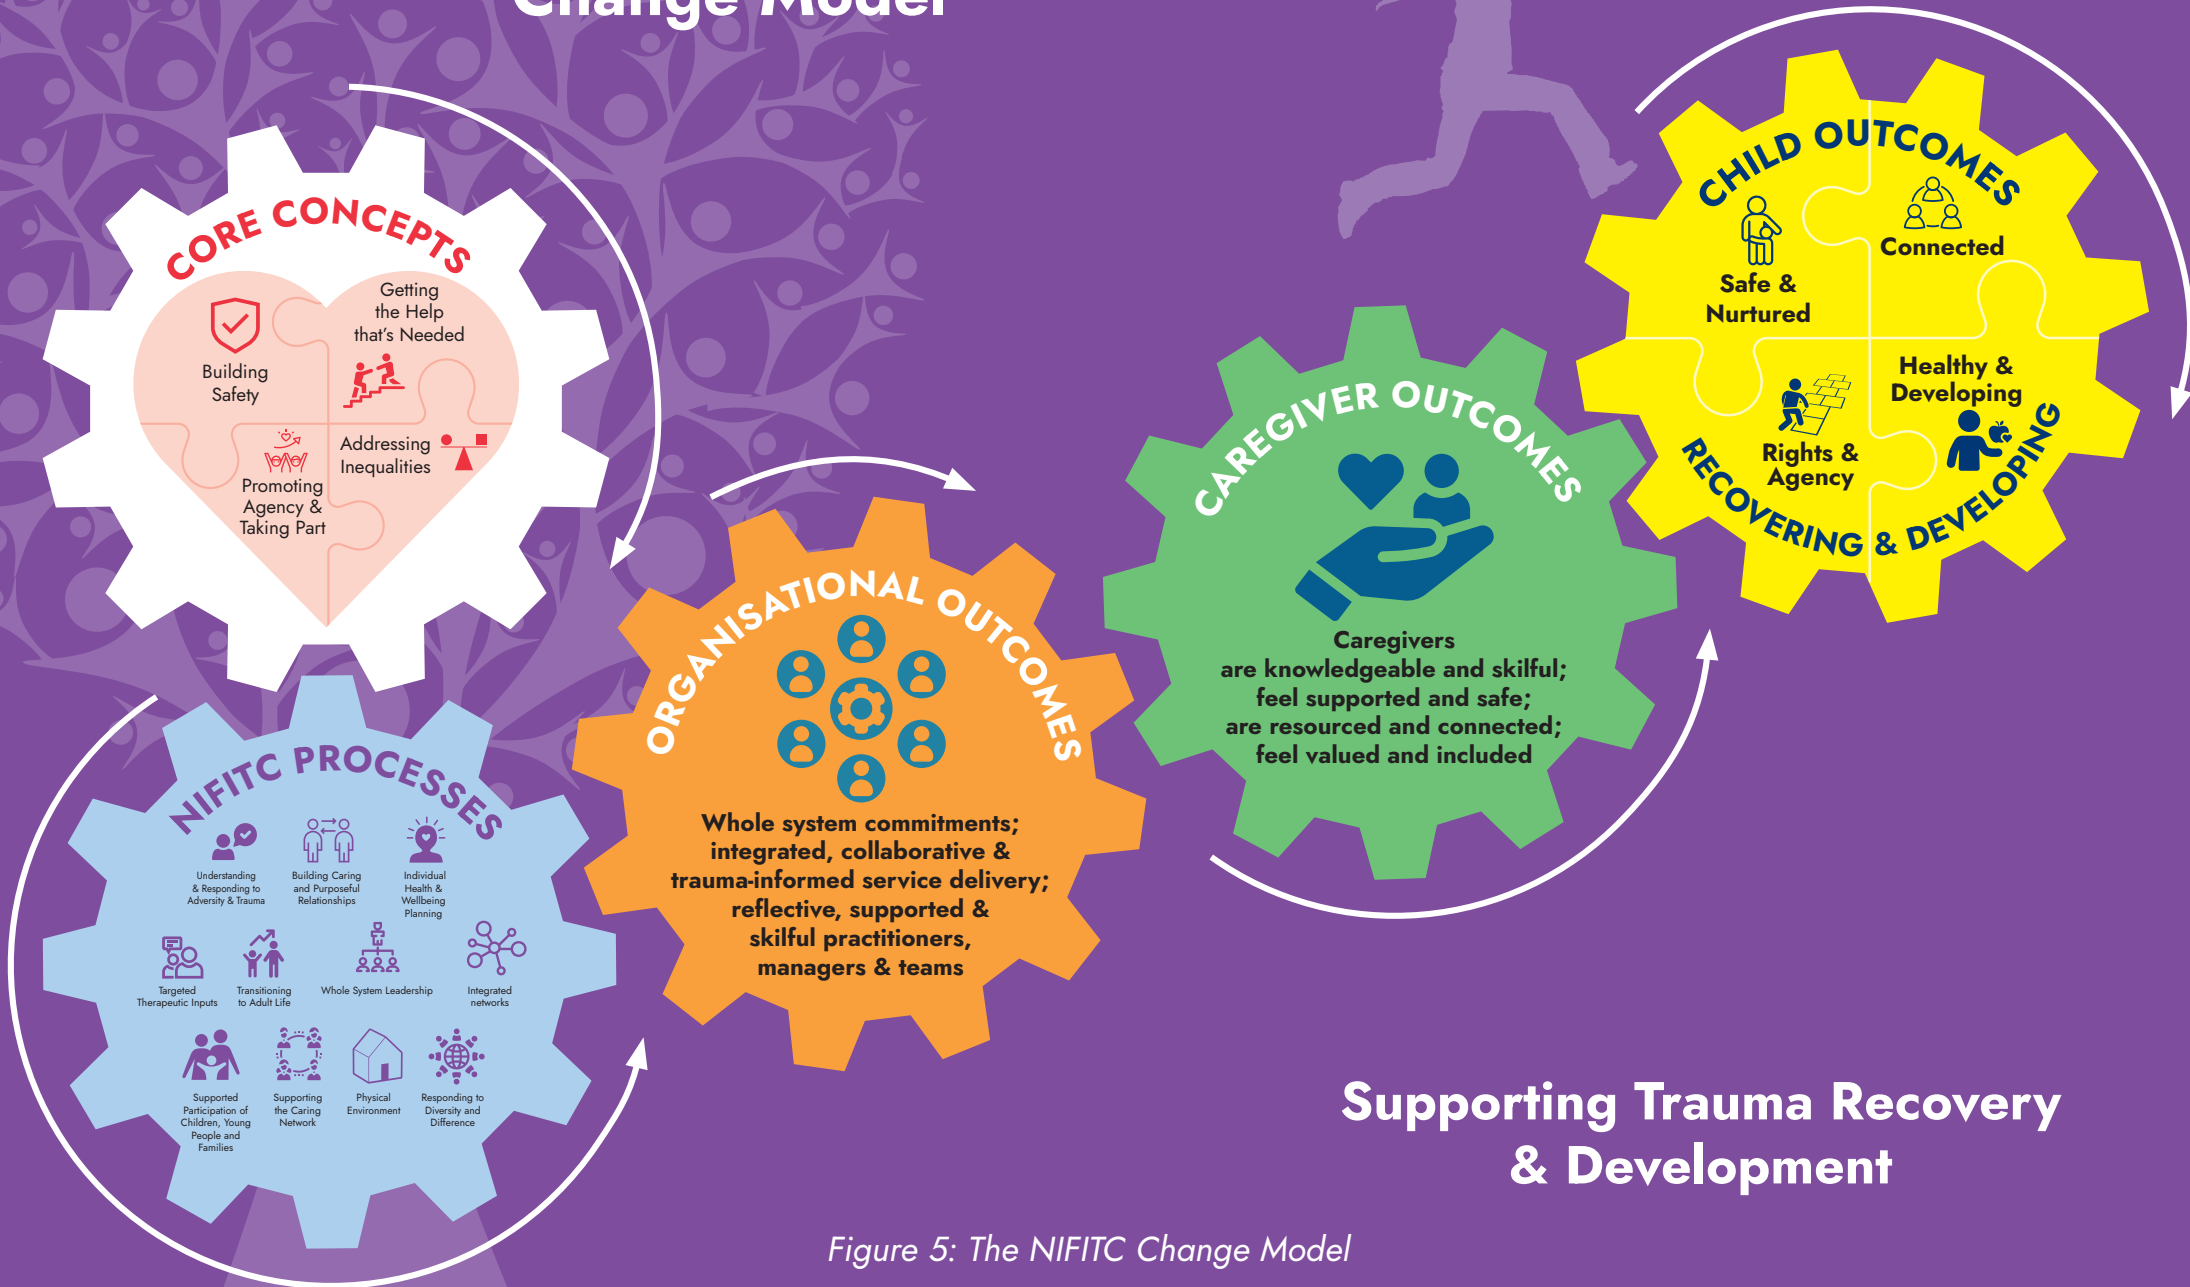 Change Model
CORE CONCEPTS
Building
Safety
Getting
the Help
that's Needed
Promoting
Agency &
Taking Part
Addressing
Inequalities
NIFITC PROCESSES
Understanding
& Responding to
Adversity & Trauma
Building Caring
and Purposeful
Relationships
Individual
Health &
Wellbeing
Planning
Targeted
Therapeutic Inputs
Transitioning
to Adult Life
Whole System Leadership
Integrated
networks
Supported
Participation of
Children, Young
People and
Families
Supporting
the Caring
Network
Physical
Environment
Responding to
Diversity and
Difference
ORGANISATIONAL OUTCOMES
Whole system commitments;
integrated, collaborative &
trauma-informed service delivery;
reflective, supported &
skilful practitioners,
managers & teams
CAREGIVER OUTCOMES
Caregivers
are knowledgeable and skilful;
feel supported and safe;
are resourced and connected;
feel valued and included
CHILD OUTCOMES
Safe &
Nurtured
Connected
Rights &
Agency
Healthy &
Developing
RECOVERING & DEVELOPING
Supporting Trauma Recovery
& Development
Figure 5: The NIFITC Change Model